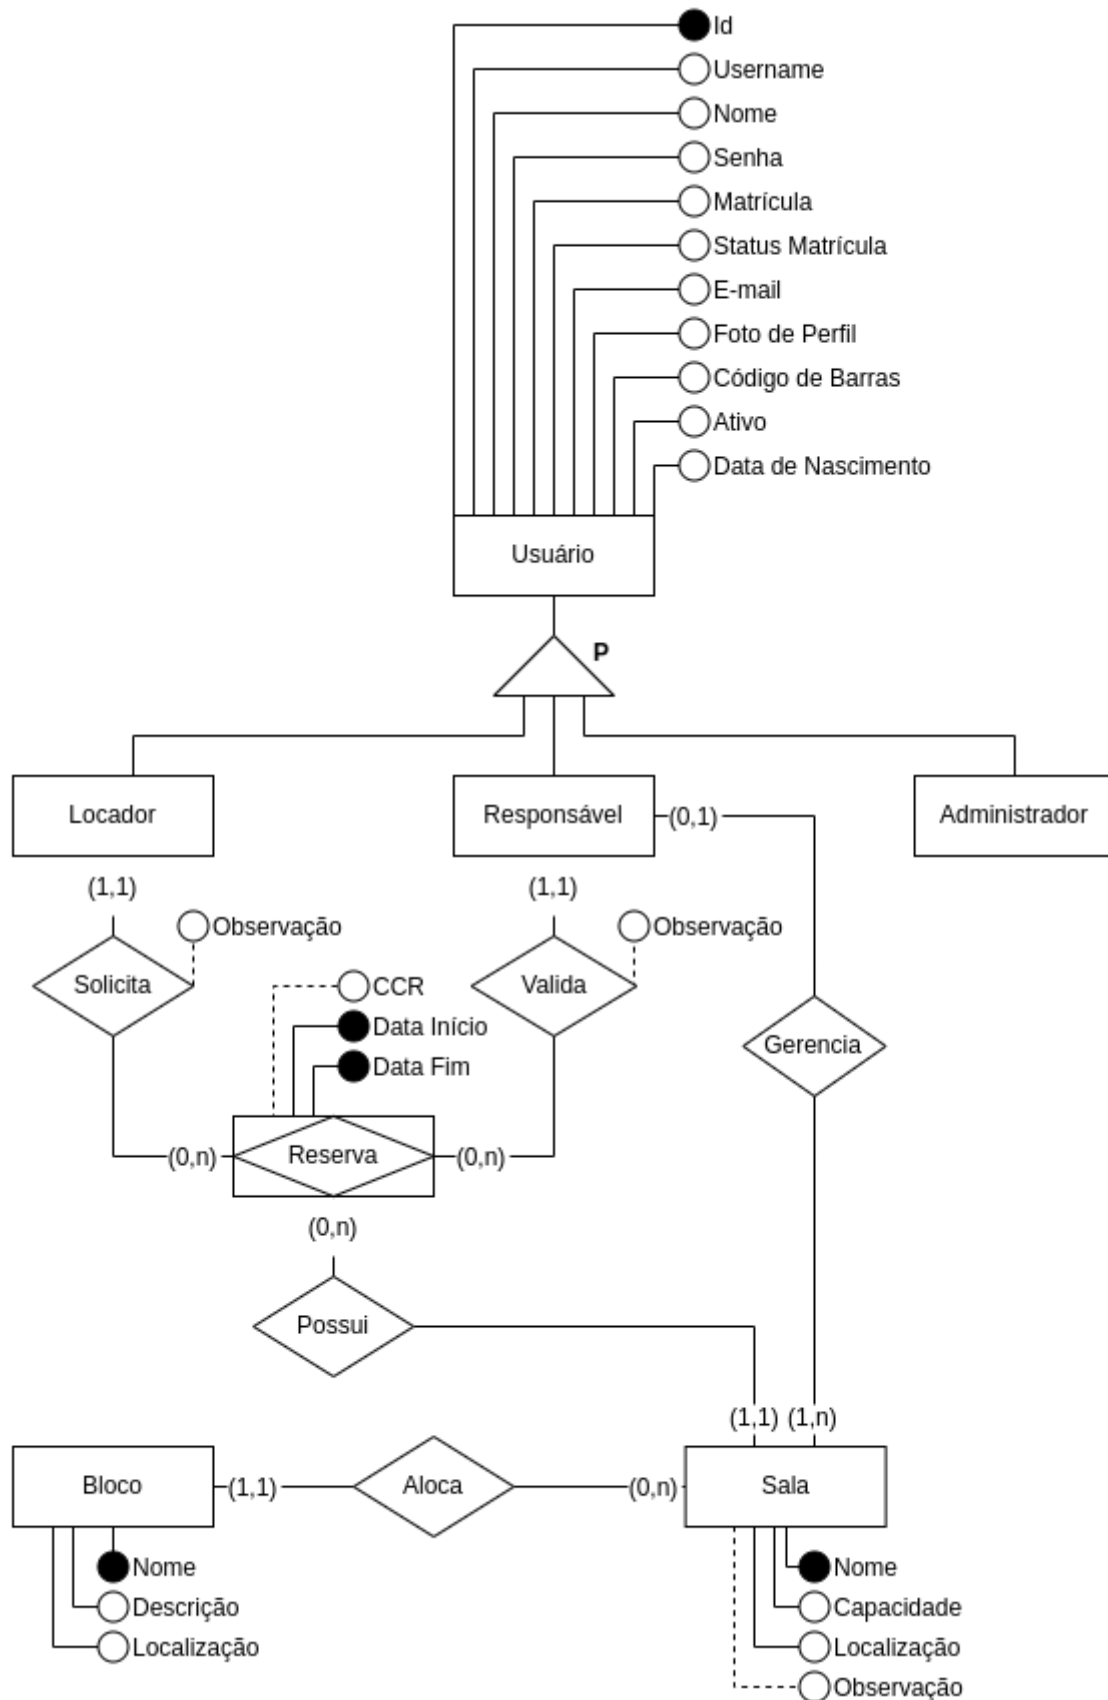 Id
Username
Nome
Senha
Matrícula
Status Matrícula
E-mail
Foto de Perfil
Código de Barras
Ativo
Data de Nascimento
Usuário
P
Locador
Responsável
(0,1)
Administrador
(1,1)
(1,1)
Observação
Observação
Solicita
CCR
Valida
Data Início
Data Fim
Gerencia
(0,n)
Reserva
(0,n)
(0,n)
Possui
(1,1)
(1,n)
Bloco
(1,1)
Aloca
(0,n)
Sala
Nome
Descrição
Localização
Nome
Capacidade
Localização
Observação